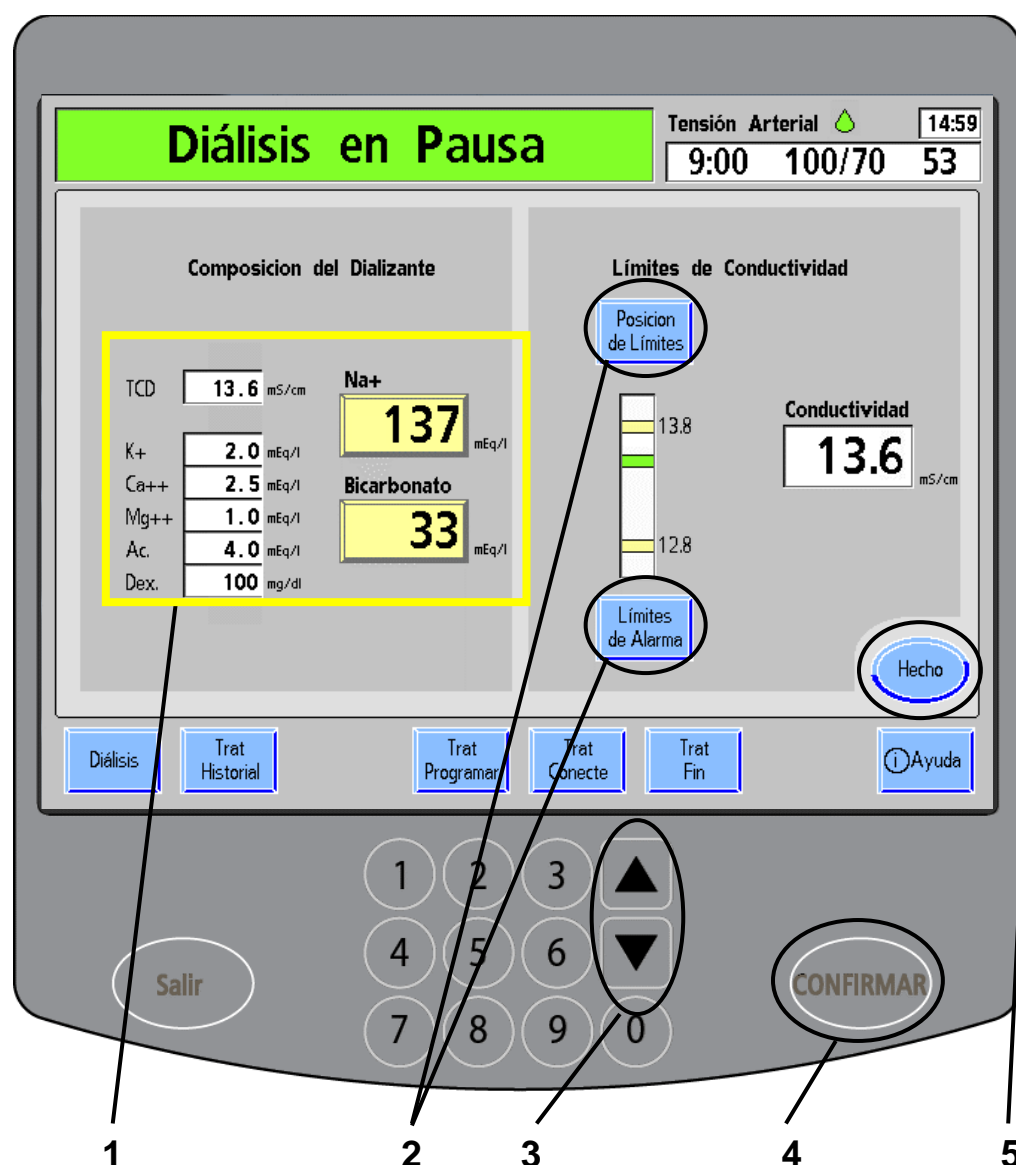 Diálisis en Pausa
Tensión Arterial
14:59
9:00 100/70 53
Composicion del Dializante
TCD 13.6 mS/cm
K+ 2.0 mEq/l
Ca++ 2.5 mEq/l
Mg++ 1.0 mEq/l
Ac. 4.0 mEq/l
Dex. 100 mg/dl
Na+
137 mEq/l
Bicarbonato
33 mEq/l
Límites de Conductividad
Posicion
de Límites
13.8
12.8
Límites
de Alarma
Conductividad
13.6 mS/cm
Hecho
Diálisis
Trat
Historial
Trat
Programar
Trat
Conecte
Trat
Fin
i Ayuda
1 2 3
4 5 6
7 8 9 0
Salir
CONFIRMAR
1 2 3 4 5